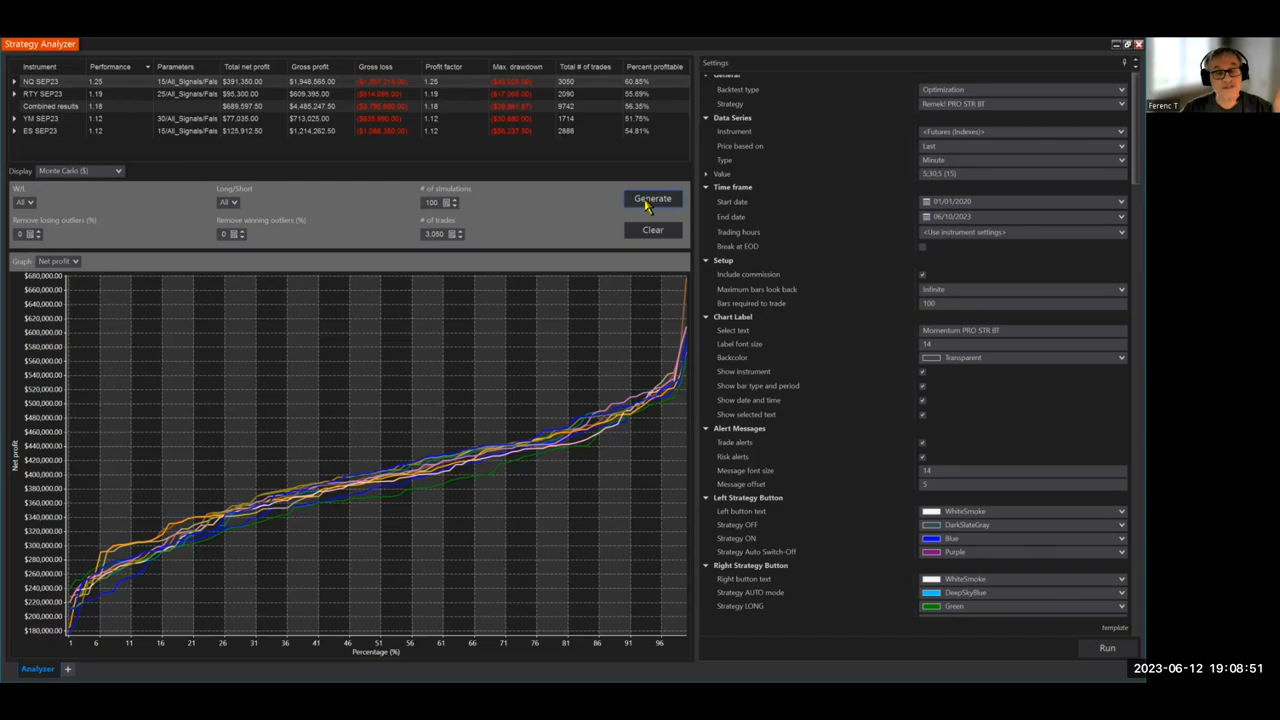 Strategy Analyzer
Instrument Performance Parameters Total net profit Gross profit Gross loss Profit factor Max. drawdown Total # of trades Percent profitable
NQ SEP23 1.25 15/All_Signals/Fals $391,350.00 $1,948,565.00 1.25 3050 60.85%
RTY SEP23 1.19 25/All_Signals/Fals $95,300.00 $609,395.00 1.19 2090 55.69%
Combined results 1.18 $689,597.50 $4,485,247.50 1.18 9742 56.35%
YM SEP23 1.12 30/All_Signals/Fals $77,035.00 $713,025.00 1.12 1714 51.75%
ES SEP23 1.12 15/All_Signals/Fals $125,912.50 $1,214,262.50 1.12 2888 54.81%
Display Monte Carlo ($)
W/L Long/Short # of simulations
All All 100 Generate
Remove losing outliers (%) Remove winning outliers (%) # of trades
0 0 3,050 Clear
Graph Net profit
$680,000.00
$660,000.00
$640,000.00
$620,000.00
$600,000.00
$580,000.00
$560,000.00
$540,000.00
$520,000.00
$500,000.00
$480,000.00
$460,000.00
$440,000.00
$420,000.00
$400,000.00
$380,000.00
$360,000.00
$340,000.00
$320,000.00
$300,000.00
$280,000.00
$260,000.00
$240,000.00
$220,000.00
$200,000.00
$180,000.00
Net profit
1 6 11 16 21 26 31 36 41 46 51 56 61 66 71 76 81 86 91 96
Percentage (%)
Analyzer +
Settings
General
Backtest type Optimization
Strategy Remek! PRO STR BT
Data Series
Instrument <Futures (Indexes)>
Price based on Last
Type Minute
Value 5;30;5 (15)
Time frame
Start date 01/01/2020
End date 06/10/2023
Trading hours <Use instrument settings>
Break at EOD
Setup
Include commission
Maximum bars look back Infinite
Bars required to trade 100
Chart Label
Select text Momentum PRO STR BT
Label font size 14
Backcolor Transparent
Show instrument
Show bar type and period
Show date and time
Show selected text
Alert Messages
Trade alerts
Risk alerts
Message font size 14
Message offset 5
Left Strategy Button
Left button text WhiteSmoke
Strategy OFF DarkSlateGray
Strategy ON Blue
Strategy Auto Switch-Off Purple
Right Strategy Button
Right button text WhiteSmoke
Strategy AUTO mode DeepSkyBlue
Strategy LONG Green
template
Run
Ferenc T
2023-06-12 19:08:51